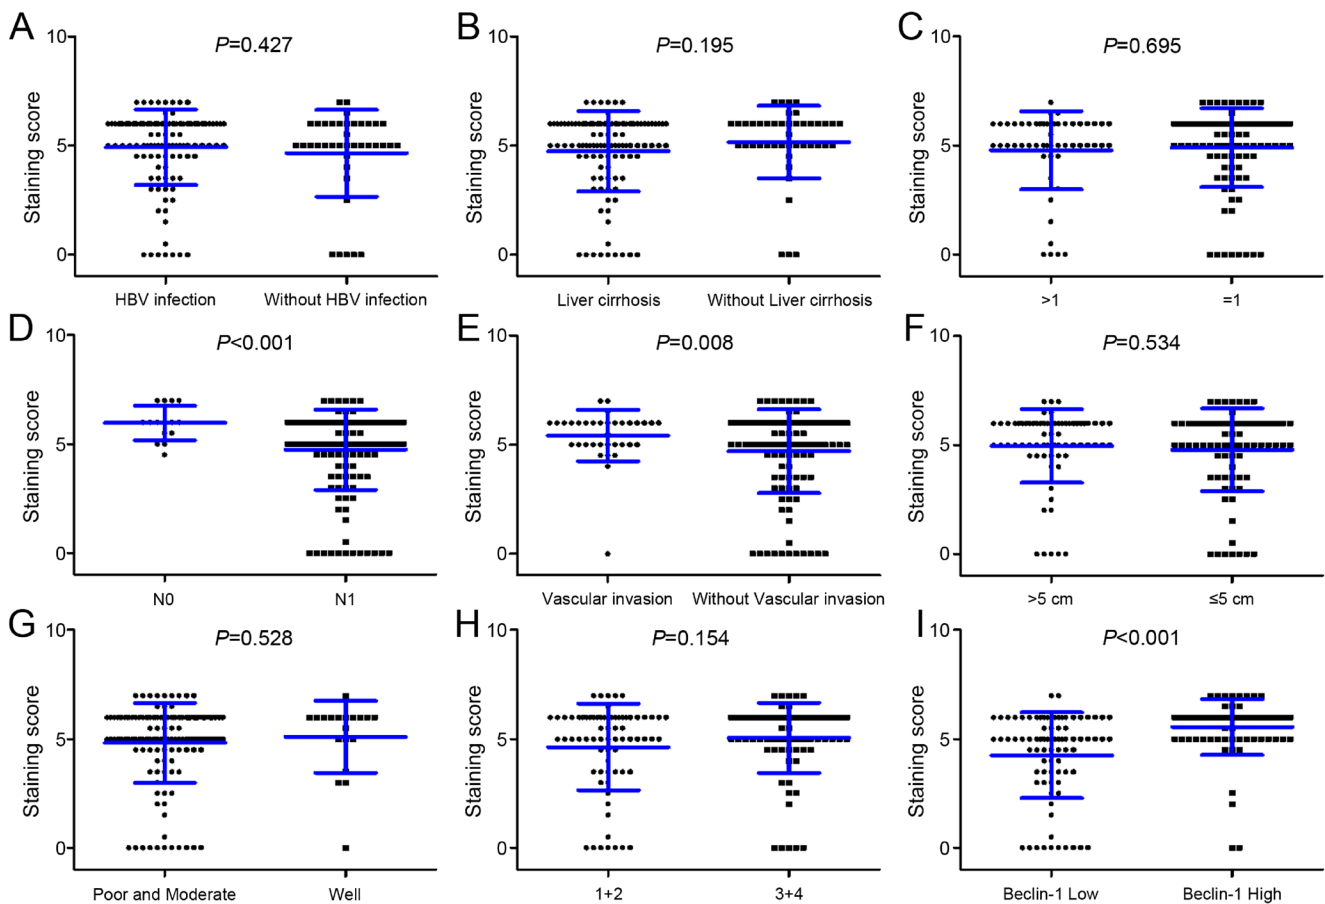 A
P=0.427
10
5
0
Staining score
HBV infection
Without HBV infection
B
P=0.195
10
5
0
Staining score
Liver cirrhosis
Without Liver cirrhosis
C
P=0.695
10
5
0
Staining score
>1
=1
D
P<0.001
10
5
0
Staining score
N0
N1
E
P=0.008
10
5
0
Staining score
Vascular invasion
Without Vascular invasion
F
P=0.534
10
5
0
Staining score
>5 cm
≤5 cm
G
P=0.528
10
5
0
Staining score
Poor and Moderate
Well
H
P=0.154
10
5
0
Staining score
1+2
3+4
I
P<0.001
10
5
0
Staining score
Beclin-1 Low
Beclin-1 High